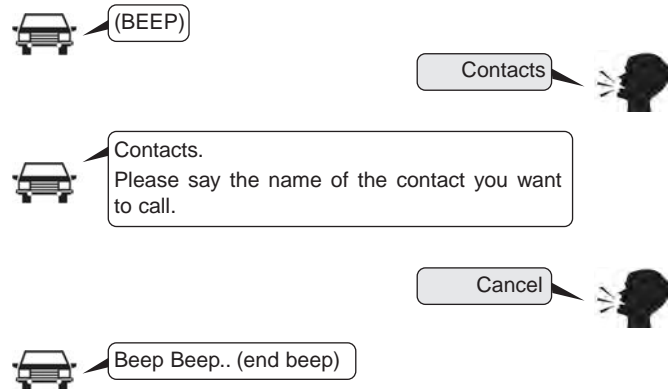 (BEEP)
Contacts
Contacts.
Please say the name of the contact you want
to call.
Cancel
Beep Beep.. (end beep)